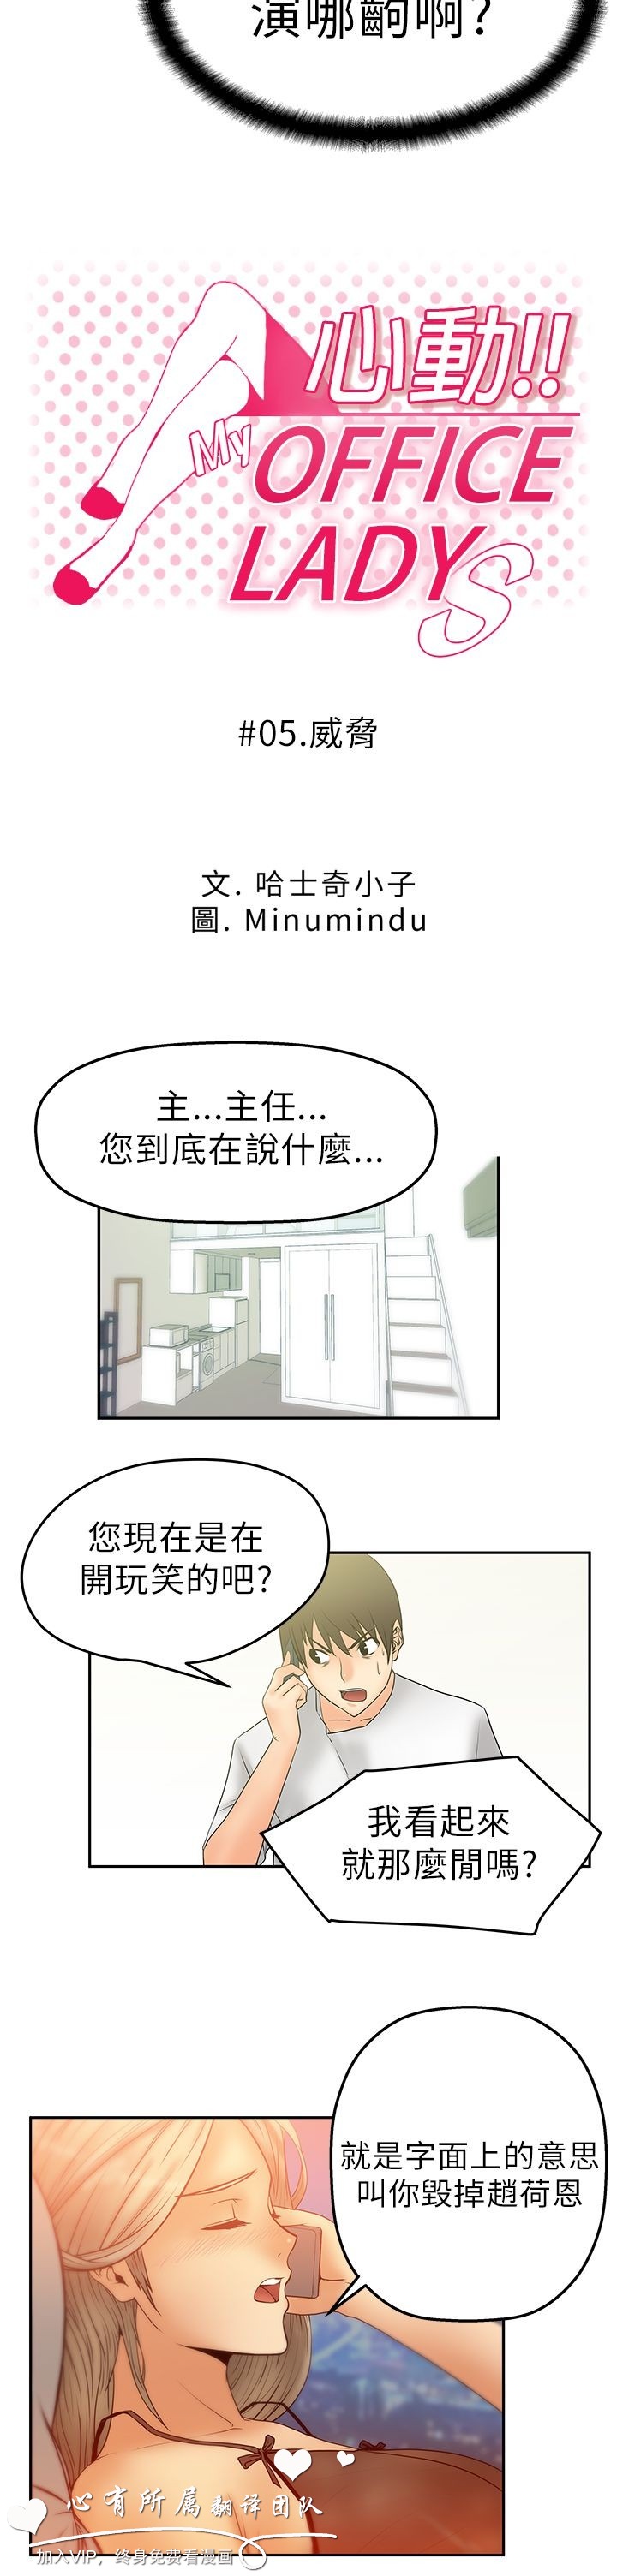 演哪齣啊?
心動!!
My OFFICE
LADYS
#05.威脅
文. 哈士奇小子
圖. Minumindu
主...主任...
您到底在說什麼...
您現在是在
開玩笑的吧?
我看起來
就那麼閒嗎?
就是字面上的意思
叫你毀掉趙荷恩
心有所属翻译团队
加入VIP，终身免费看漫画